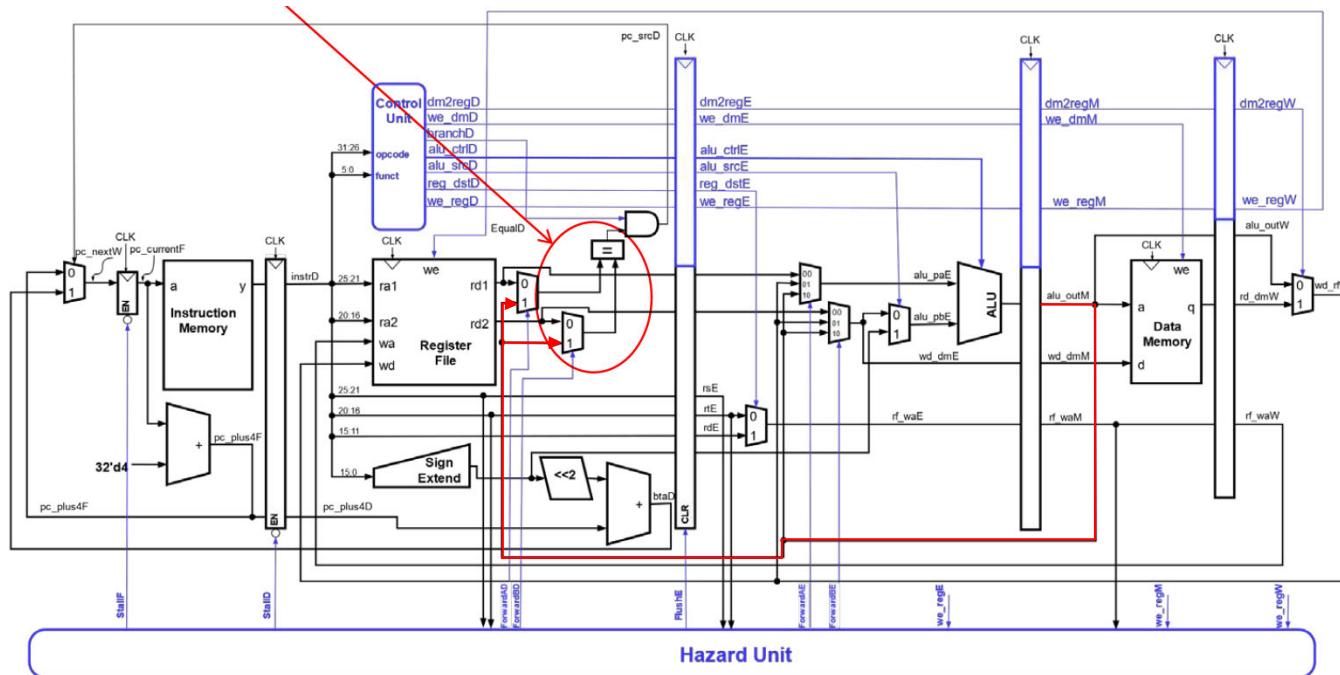 pc_srcD
CLK
CLK
CLK
Control
Unit
opcode
funct
31:26
5:0
dm2regD
we_dmD
branchD
alu_ctrlD
alu_srcD
reg_dstD
we_regD
dm2regE
we_dmE
alu_ctrlE
alu_srcE
reg_dstE
we_regE
dm2regM
we_dmM
we_regM
dm2regW
we_regW
EqualD
=
CLK
pc_nextW
pc_currentF
0
1
EN
a
y
Instruction
Memory
CLK
instrD
EN
CLK
we
25:21
ra1
rd1
20:16
ra2
rd2
wa
wd
Register
File
0
1
0
1
00
01
10
00
01
10
0
1
alu_paE
alu_pbE
ALU
alu_outM
CLK
we
a
q
d
Data
Memory
alu_outW
rd_dmW
0
1
wd_rf
wd_dmE
wd_dmM
25:21
rsE
20:16
rtE
15:11
rdE
0
1
rf_waE
rf_waM
rf_waW
pc_plus4F
+
32'd4
15:0
Sign
Extend
<<2
+
btaD
CLR
pc_plus4F
pc_plus4D
StallF
StallD
ForwardAD
ForwardBD
FlushE
ForwardAE
ForwardBE
we_regE
we_regM
we_regW
Hazard Unit